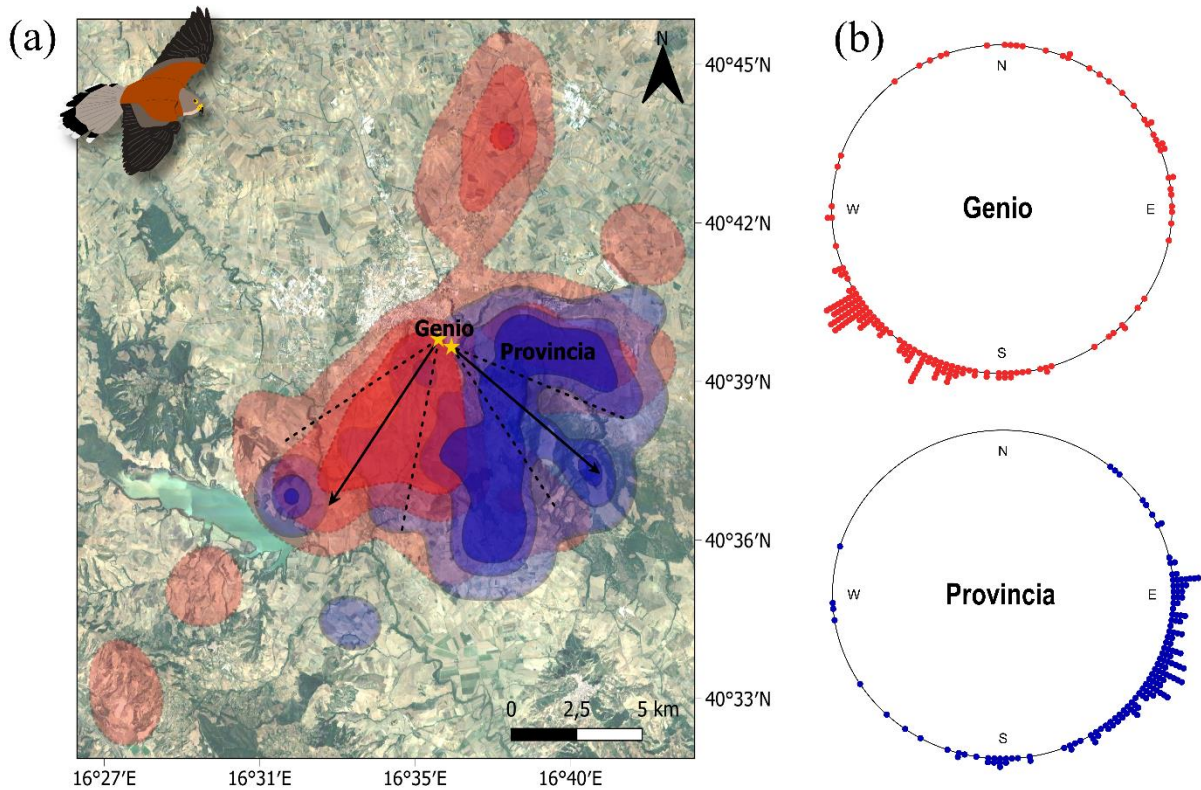 (a)
N
40°45′N
40°42′N
40°39′N
40°36′N
40°33′N
Genio
Provincia
0 2,5 5 km
16°27′E 16°31′E 16°35′E 16°40′E
(b)
N
W Genio E
S
N
W Provincia E
S